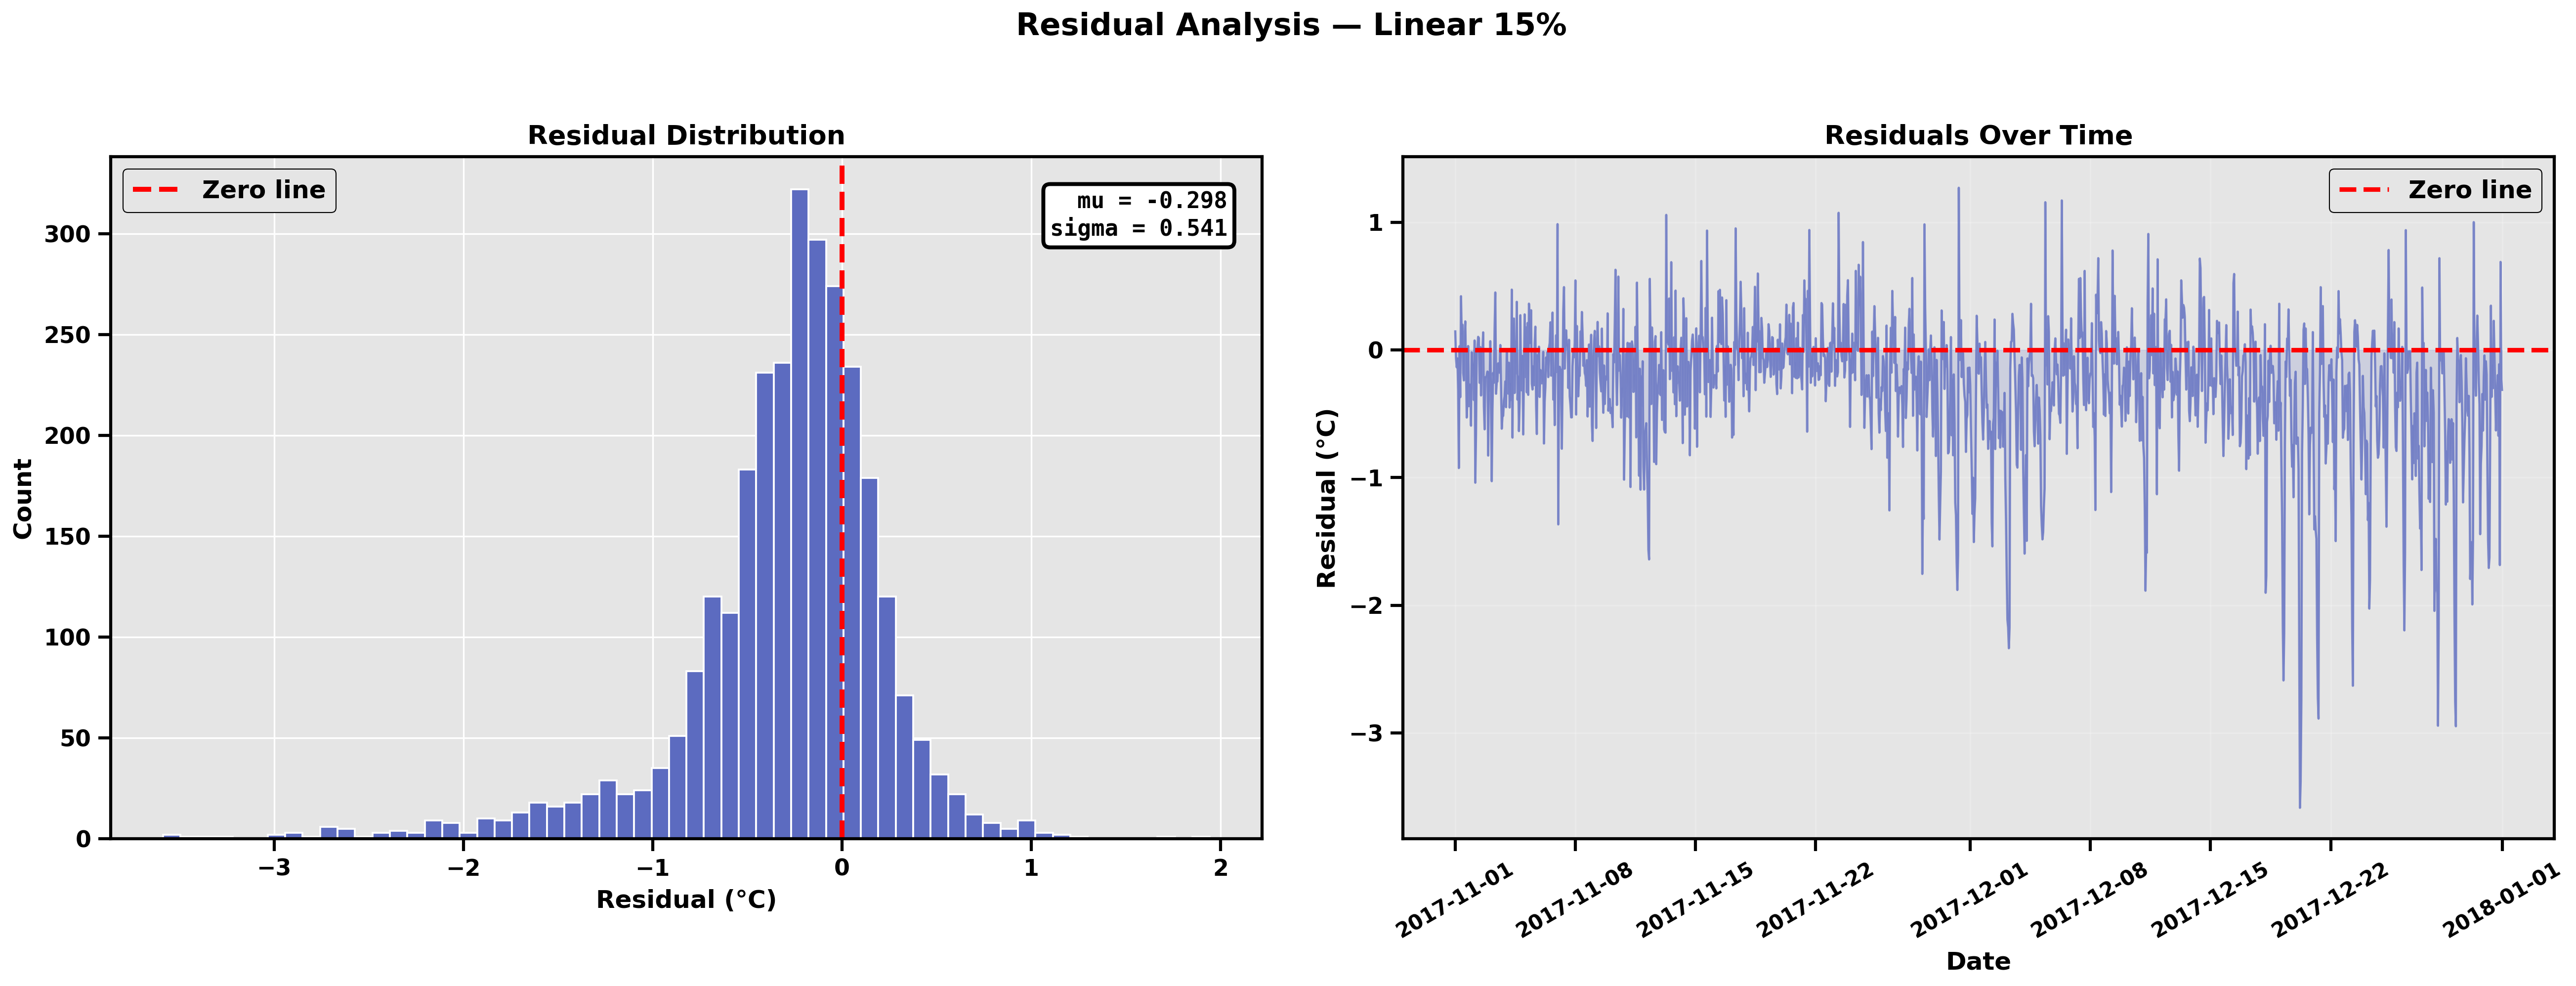 Residual Analysis — Linear 15%
Residual Distribution
Zero line
mu = -0.298
sigma = 0.541
Count
300
250
200
150
100
50
0
−3
−2
−1
0
1
2
Residual (°C)
Residuals Over Time
Zero line
Residual (°C)
1
0
−1
−2
−3
2017-11-01
2017-11-08
2017-11-15
2017-11-22
2017-12-01
2017-12-08
2017-12-15
2017-12-22
2018-01-01
Date